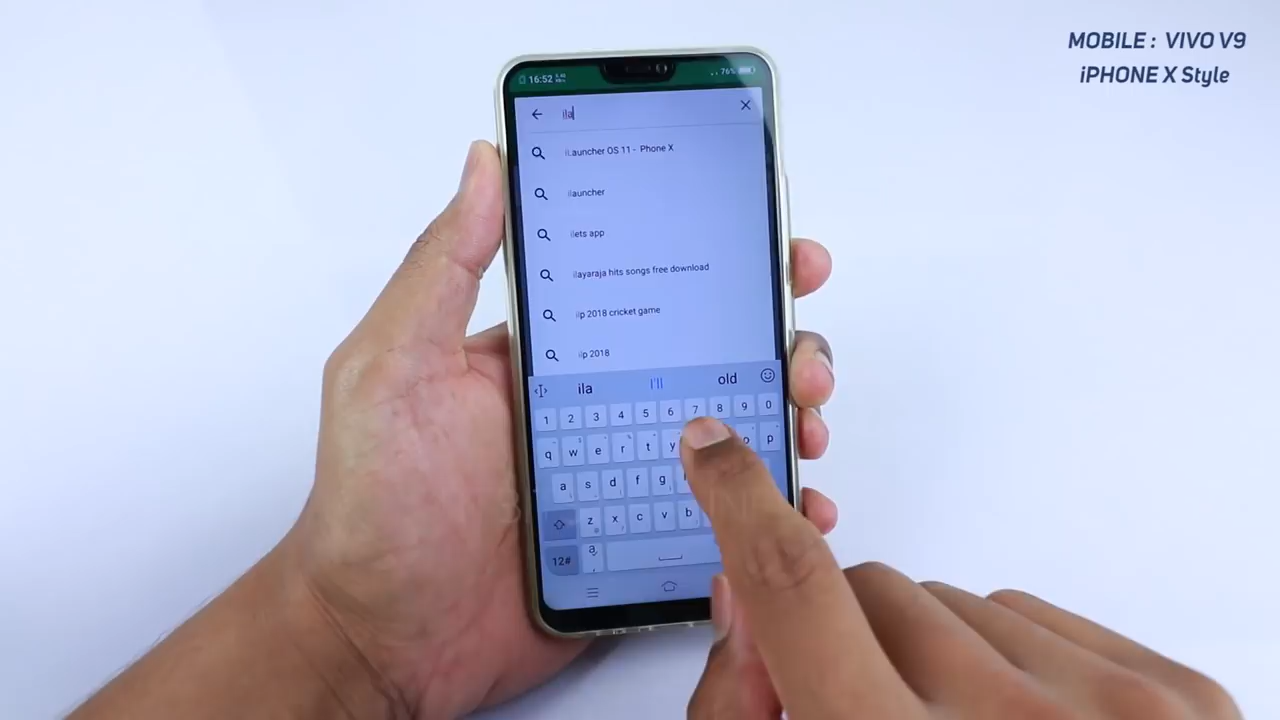 MOBILE : VIVO V9
iPHONE X Style
16:52
76%
ila
iLauncher OS 11 - Phone X
ilauncher
ilets app
ilayaraja hits songs free download
ilp 2018 cricket game
ilp 2018
ila I'll old
1 2 3 4 5 6 7 8 9 0
q w e r t y o p
a s d f g
z x c v b
12#